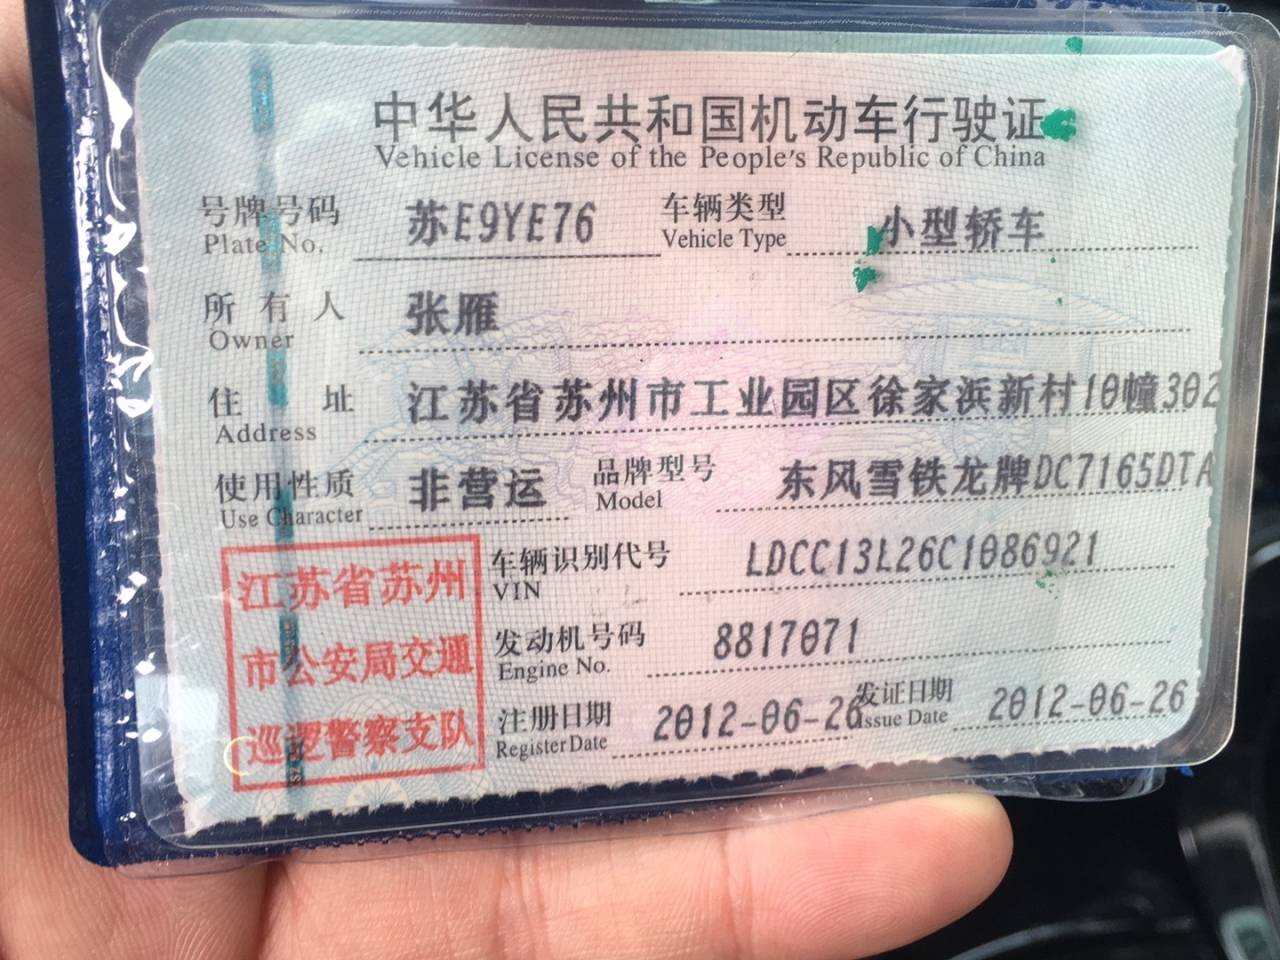 中华人民共和国机动车行驶证
Vehicle License of the People's Republic of China
号牌号码 苏E9YE76 车辆类型 小型轿车
Plate No. Vehicle Type
所有人 张雁
Owner
住址 江苏省苏州市工业园区徐家浜新村10幢302
Address
使用性质 非营运 品牌型号 东风雪铁龙牌DC7165DTA
Use Character Model
江苏省苏州
市公安局交通
巡逻警察支队
车辆识别代号 LDCC13L26C1086921
VIN
发动机号码 8817071
Engine No.
注册日期 2012-06-26 发证日期 2012-06-26
Register Date Issue Date